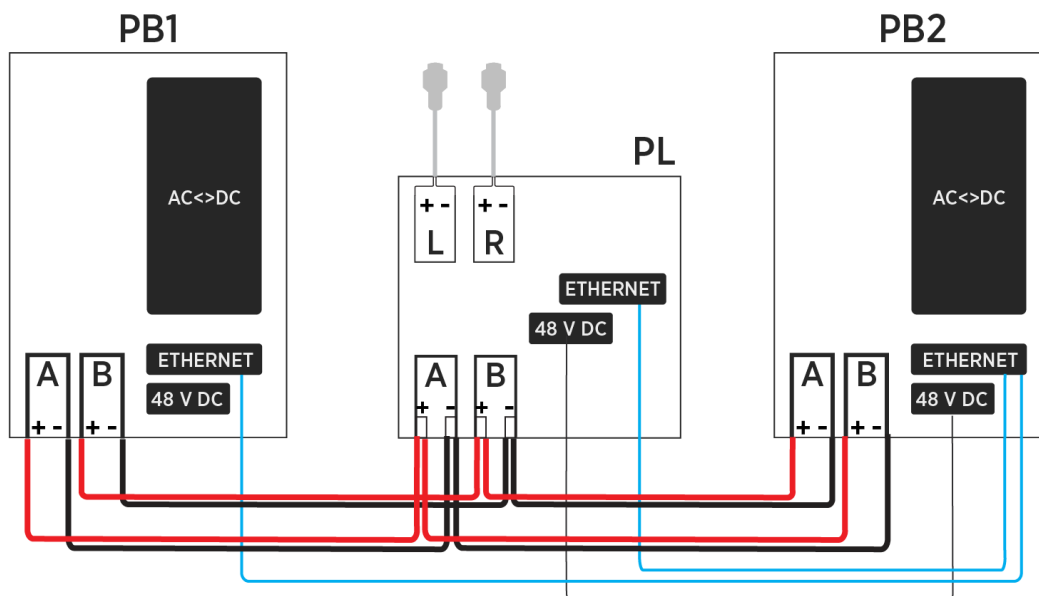 PB1
AC<>DC
A B
+ - + -
ETHERNET
48 V DC
PL
+ - + -
L R
ETHERNET
48 V DC
A B
+ - + -
PB2
AC<>DC
A B
+ - + -
ETHERNET
48 V DC